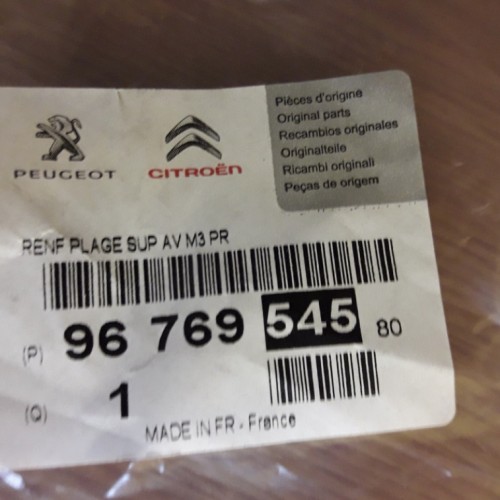 Pièces d'origine
Original parts
Recambios originales
Originalteile
Ricambi originali
Peças de origem
PEUGEOT
CITROËN
RENF PLAGE SUP AV M3 PR
(P) 96 769 545 80
(Q) 1
MADE IN FR - France